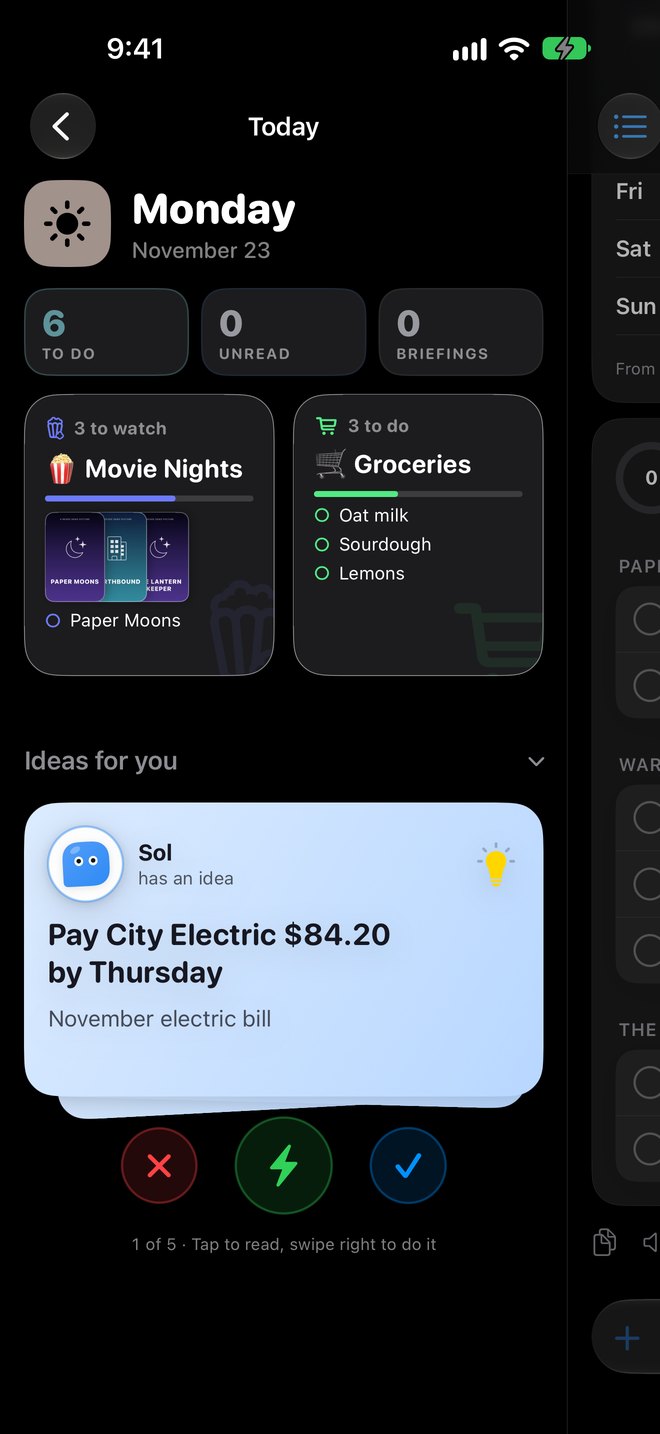 9:41
Today
Monday
November 23
6
TO DO
0
UNREAD
0
BRIEFINGS
3 to watch
Movie Nights
PAPER MOONS
RTHBOUND
E LANTERN
KEEPER
Paper Moons
3 to do
Groceries
Oat milk
Sourdough
Lemons
Ideas for you
Sol
has an idea
Pay City Electric $84.20
by Thursday
November electric bill
1 of 5 · Tap to read, swipe right to do it
Fri
Sat
Sun
From
0
PAP
WAR
THE